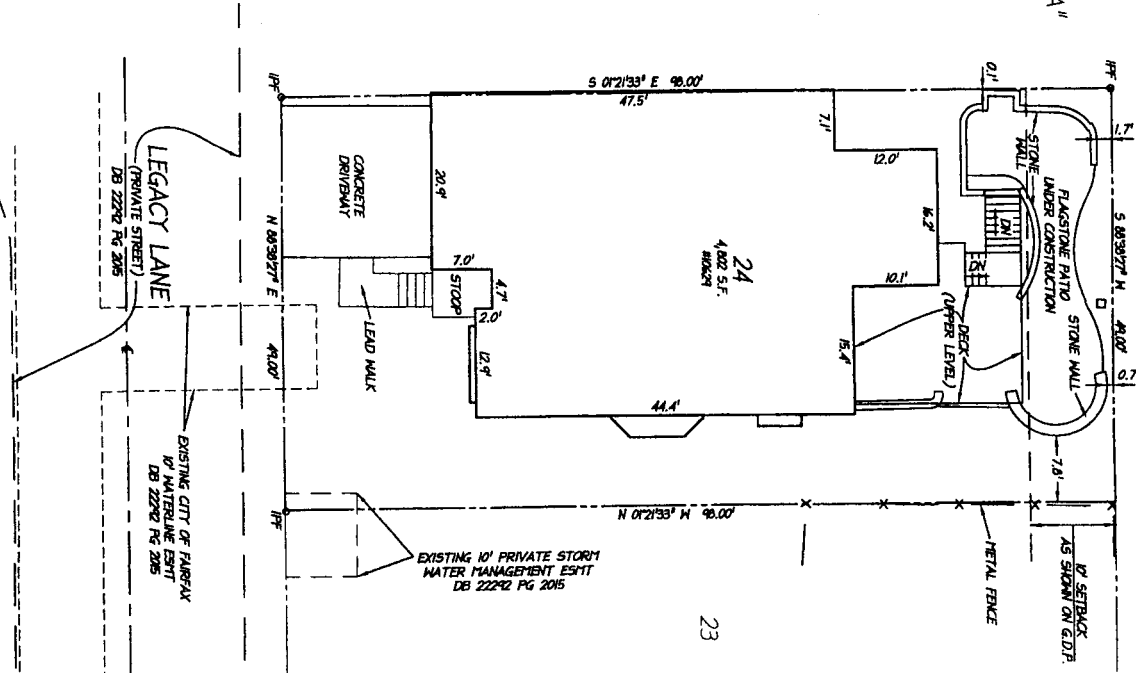 A"
IPF
S 01°21'33" E 98.00'
0.1'
IPF
47.5'
7.1'
1.7'
STONE
WALL
12.0'
LEGACY LANE
(PRIVATE STREET)
DB 22292 PG 2015
CONCRETE
DRIVEWAY
20.9'
FLAGSTONE PATIO
UNDER CONSTRUCTION
S 88°38'27" W 49.00'
DN
16.2'
DN
24
4,802 S.F.
#10629
N 88°38'27" E 49.00'
7.0'
STOOP
4.7'
2.0'
10.1'
DECK
(UPPER LEVEL)
STONE WALL
LEAD WALK
12.9'
15.4'
0.7'
44.4'
7.8'
EXISTING CITY OF FAIRFAX
10' WATERLINE ESMT
DB 22292 PG 2015
IPF
N 01°21'33" W 98.00'
METAL FENCE
10' SETBACK
AS SHOWN ON G.D.P.
EXISTING 10' PRIVATE STORM
WATER MANAGEMENT ESMT
DB 22292 PG 2015
23